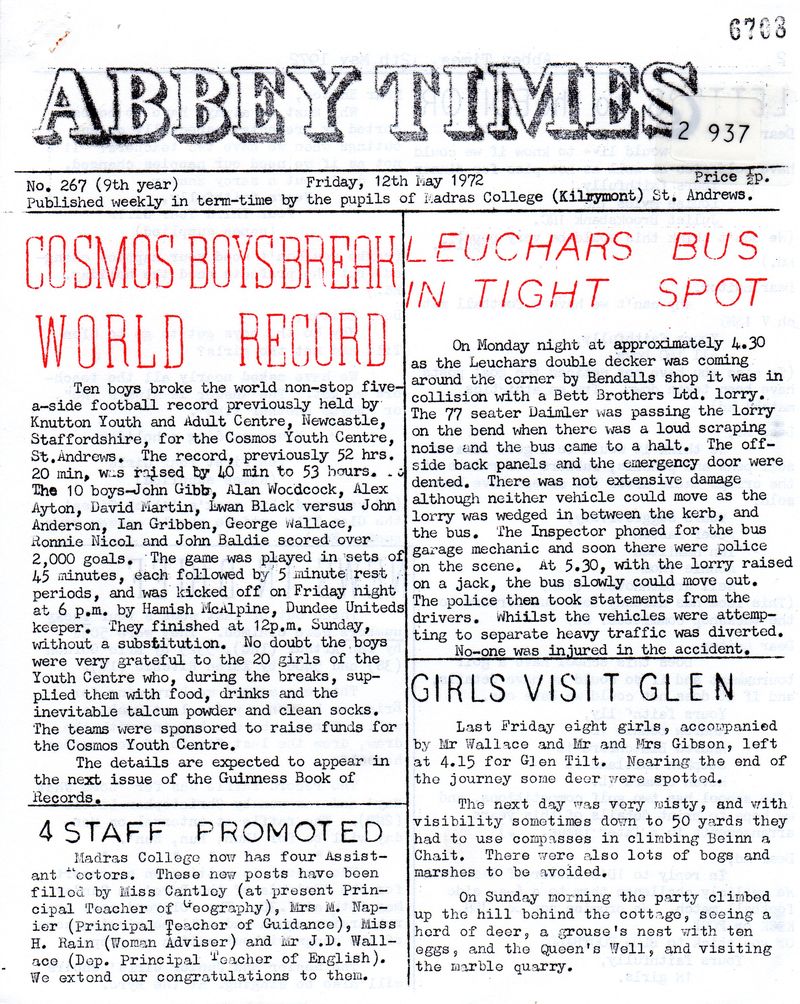 6703
ABBEY TIMES
2 937
No. 267 (9th year) Friday, 12th May 1972 Price ½p.
Published weekly in term-time by the pupils of Madras College (Kilrymont) St. Andrews.
COSMOS BOYS BREAK
WORLD RECORD
Ten boys broke the world non-stop five-
a-side football record previously held by
Knutton Youth and Adult Centre, Newcastle,
Staffordshire, for the Cosmos Youth Centre,
St.Andrews. The record, previously 52 hrs.
20 min, was raised by 40 min to 53 hours. . .
The 10 boys-John Gibb, Alan Woodcock, Alex
Ayton, David Martin, Ewan Black versus John
Anderson, Ian Gribben, George Wallace,
Ronnie Nicol and John Baldie scored over
2,000 goals. The game was played in sets of
45 minutes, each followed by 5 minute rest
periods, and was kicked off on Friday night
at 6 p.m. by Hamish McAlpine, Dundee Uniteds
keeper. They finished at 12p.m. Sunday,
without a substitution. No doubt the boys
were very grateful to the 20 girls of the
Youth Centre who, during the breaks, sup-
plied them with food, drinks and the
inevitable talcum powder and clean socks.
The teams were sponsored to raise funds for
the Cosmos Youth Centre.
The details are expected to appear in
the next issue of the Guinness Book of
Records.
4 STAFF PROMOTED
Madras College now has four Assist-
ant ectors. These new posts have been
filled by Miss Cantley (at present Prin-
cipal Teacher of Geography), Mrs M. Nap-
ier (Principal Teacher of Guidance), Miss
H. Rain (Woman Adviser) and Mr J.D. Wall-
ace (Dep. Principal Teacher of English).
We extend our congratulations to them.
LEUCHARS BUS
IN TIGHT SPOT
On Monday night at approximately 4.30
as the Leuchars double decker was coming
around the corner by Bendalls shop it was in
collision with a Bett Brothers Ltd. lorry.
The 77 seater Daimler was passing the lorry
on the bend when there was a loud scraping
noise and the bus came to a halt. The off-
side back panels and the emergency door were
dented. There was not extensive damage
although neither vehicle could move as the
lorry was wedged in between the kerb, and
the bus. The Inspector phoned for the bus
garage mechanic and soon there were police
on the scene. At 5.30, with the lorry raised
on a jack, the bus slowly could move out.
The police then took statements from the
drivers. Whiilst the vehicles were attemp-
ting to separate heavy traffic was diverted.
No-one was injured in the accident.
GIRLS VISIT GLEN
Last Friday eight girls, accompanied
by Mr Wallace and Mr and Mrs Gibson, left
at 4.15 for Glen Tilt. Nearing the end of
the journey some deer were spotted.
The next day was very misty, and with
visibility sometimes down to 50 yards they
had to use compasses in climbing Beinn a
Chait. There were also lots of bogs and
marshes to be avoided.
On Sunday morning the party climbed
up the hill behind the cottage, seeing a
herd of deer, a grouse's nest with ten
eggs, and the Queen's Well, and visiting
the marble quarry.